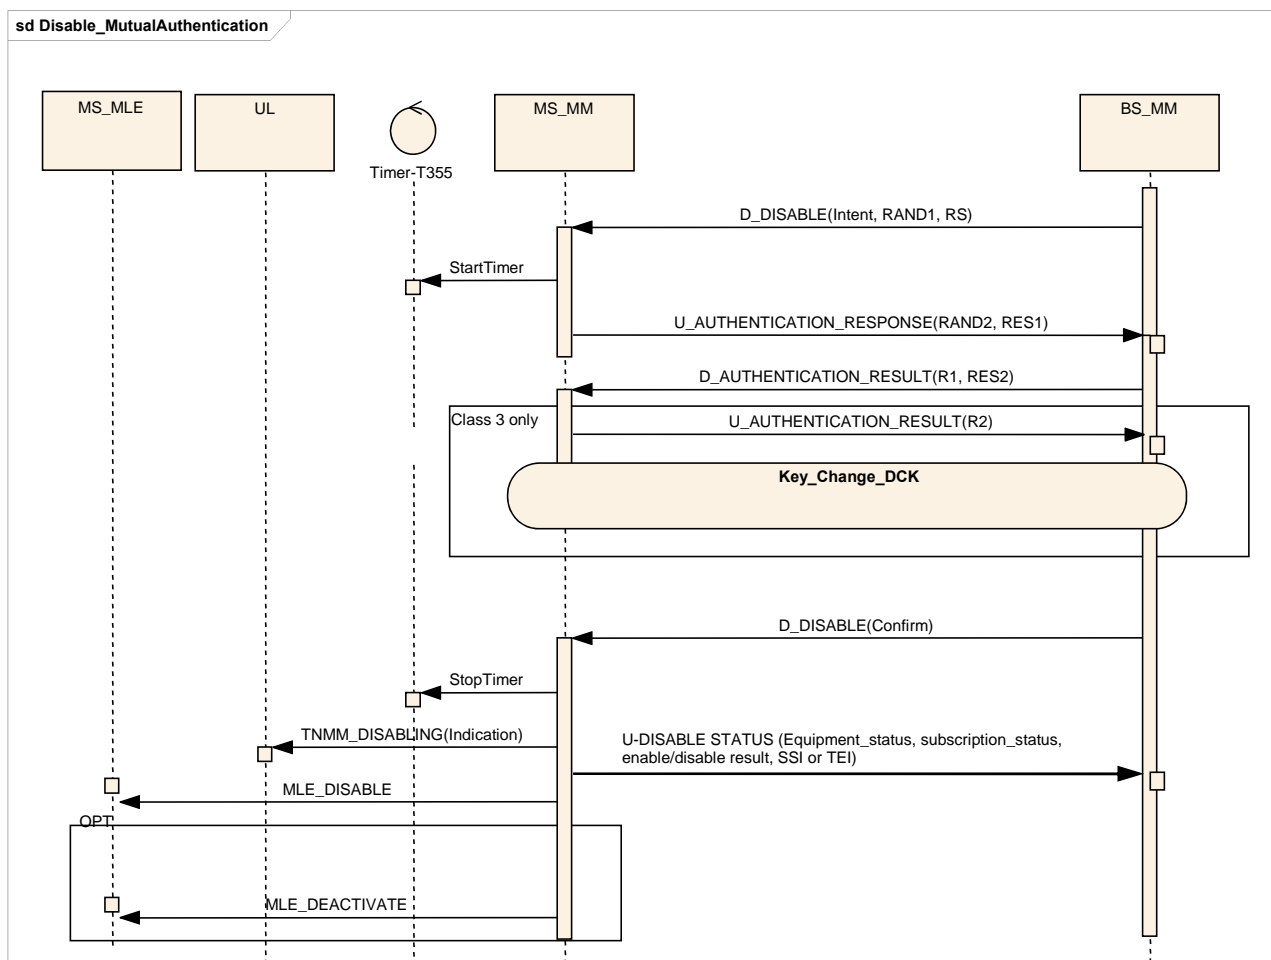 sd Disable_MutualAuthentication
MS_MLE
UL
Timer-T355
MS_MM
BS_MM
D_DISABLE(Intent, RAND1, RS)
StartTimer
U_AUTHENTICATION_RESPONSE(RAND2, RES1)
D_AUTHENTICATION_RESULT(R1, RES2)
Class 3 only
U_AUTHENTICATION_RESULT(R2)
Key_Change_DCK
D_DISABLE(Confirm)
StopTimer
TNMM_DISABLING(Indication)
U-DISABLE STATUS (Equipment_status, subscription_status,
enable/disable result, SSI or TEI)
MLE_DISABLE
OPT
MLE_DEACTIVATE